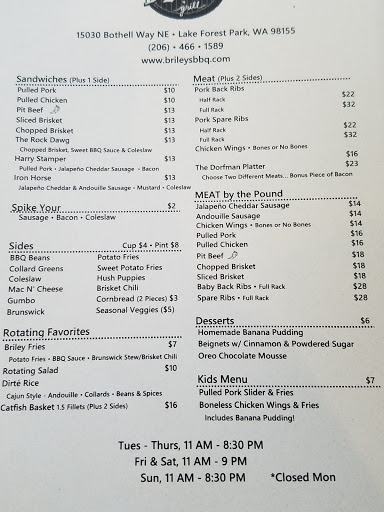 grill
15030 Bothell Way NE • Lake Forest Park, WA 98155
(206) • 466 • 1589
www.brileysbbq.com
Sandwiches (Plus 1 Side)
Pulled Pork $10
Pulled Chicken $10
Pit Beef $13
Sliced Brisket $13
Chopped Brisket $13
The Rock Dawg $13
Chopped Brisket, Sweet BBQ Sauce & Coleslaw
Harry Stamper $13
Pulled Pork • Jalapeño Cheddar Sausage • Bacon
Iron Horse $13
Jalapeño Cheddar & Andouille Sausage • Mustard • Coleslaw
Spike Your $2
Sausage • Bacon • Coleslaw
Sides Cup $4 • Pint $8
BBQ Beans Potato Fries
Collard Greens Sweet Potato Fries
Coleslaw Hush Puppies
Mac N' Cheese Brisket Chili
Gumbo Cornbread (2 Pieces) $3
Brunswick Seasonal Veggies ($5)
Rotating Favorites
Briley Fries $7
Potato Fries • BBQ Sauce • Brunswick Stew/Brisket Chili
Rotating Salad $10
Dirté Rice
Cajun Style - Andouille • Collards • Beans & Spices
Catfish Basket 1.5 Fillets (Plus 2 Sides) $16
Meat (Plus 2 Sides)
Pork Back Ribs
Half Rack $22
Full Rack $32
Pork Spare Ribs
Half Rack $22
Full Rack $32
Chicken Wings • Bones or No Bones
$16
The Dorfman Platter $23
Choose Two Different Meats... Bonus Piece of Bacon
MEAT by the Pound
Jalapeño Cheddar Sausage $14
Andouille Sausage $14
Chicken Wings • Bones or No Bones $14
Pulled Pork $16
Pulled Chicken $16
Pit Beef $18
Chopped Brisket $18
Sliced Brisket $18
Baby Back Ribs • Full Rack $28
Spare Ribs • Full Rack $28
Desserts $6
Homemade Banana Pudding
Beignets w/ Cinnamon & Powdered Sugar
Oreo Chocolate Mousse
Kids Menu $7
Pulled Pork Slider & Fries
Boneless Chicken Wings & Fries
Includes Banana Pudding!
Tues - Thurs, 11 AM - 8:30 PM
Fri & Sat, 11 AM - 9 PM
Sun, 11 AM - 8:30 PM *Closed Mon